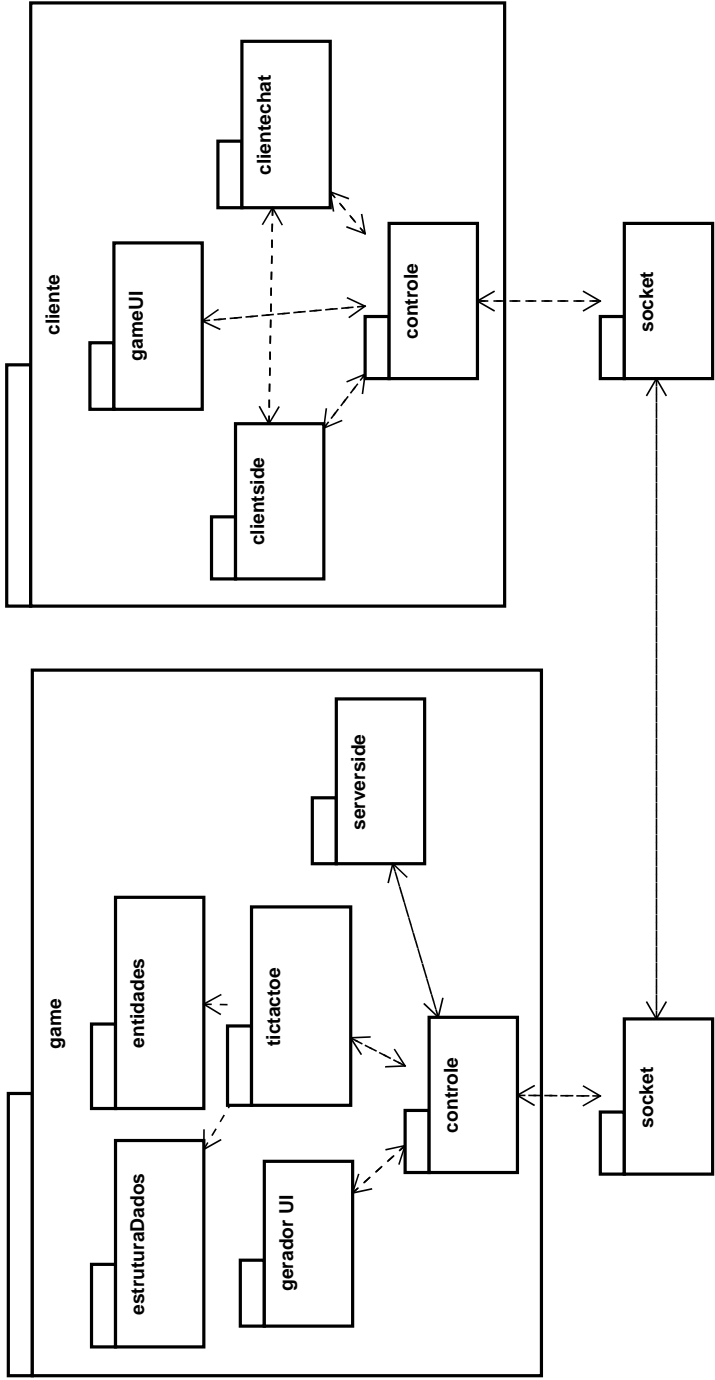 game
estruturaDados
entidades
gerador UI
tictactoe
serverside
controle
socket
cliente
gameUI
clientside
clientechat
controle
socket